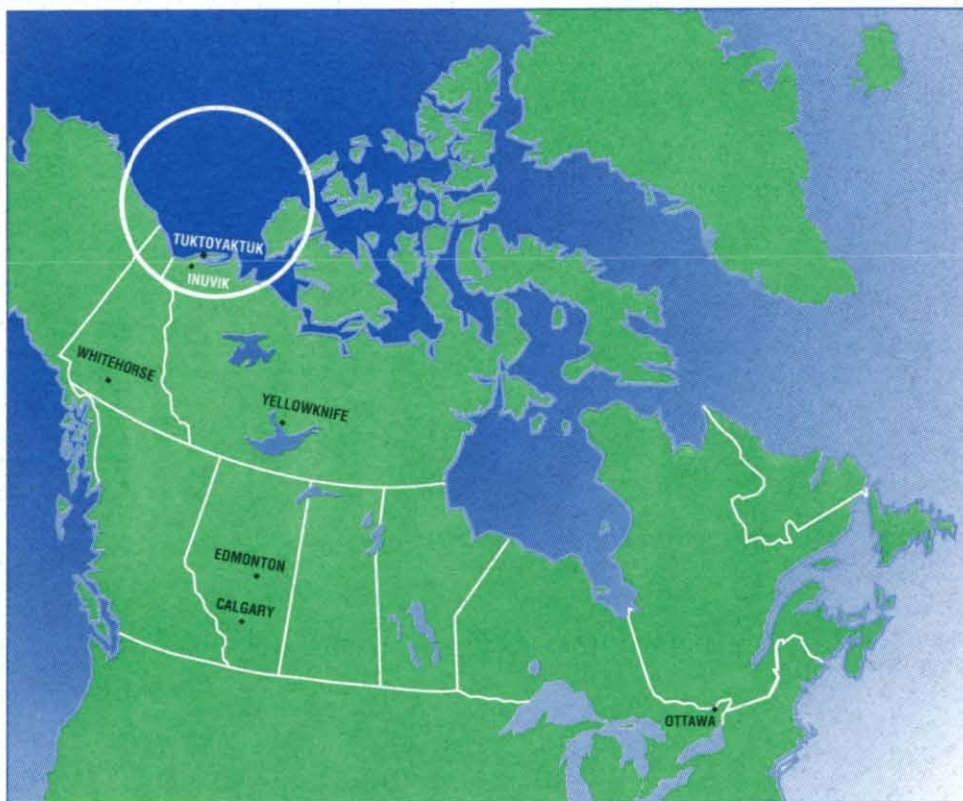 TUKTOYAKTUK
INUVIK
WHITEHORSE
YELLOWKNIFE
EDMONTON
CALGARY
OTTAWA